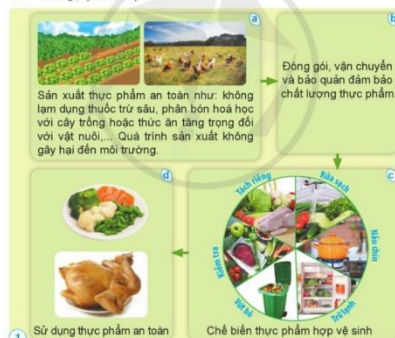 a
Sản xuất thực phẩm an toàn như: không
lạm dụng thuốc trừ sâu, phân bón hoá học
với cây trồng hoặc thức ăn tăng trọng đối
với vật nuôi,... Quá trình sản xuất không
gây hại đến môi trường.
b
Đóng gói, vận chuyển
và bảo quản đảm bảo
chất lượng thực phẩm
c
Tách riêng
Rửa sạch
Nấu chín
Trữ lạnh
Vứt bỏ
Kiểm tra
Chế biến thực phẩm hợp vệ sinh
d
Sử dụng thực phẩm an toàn
1